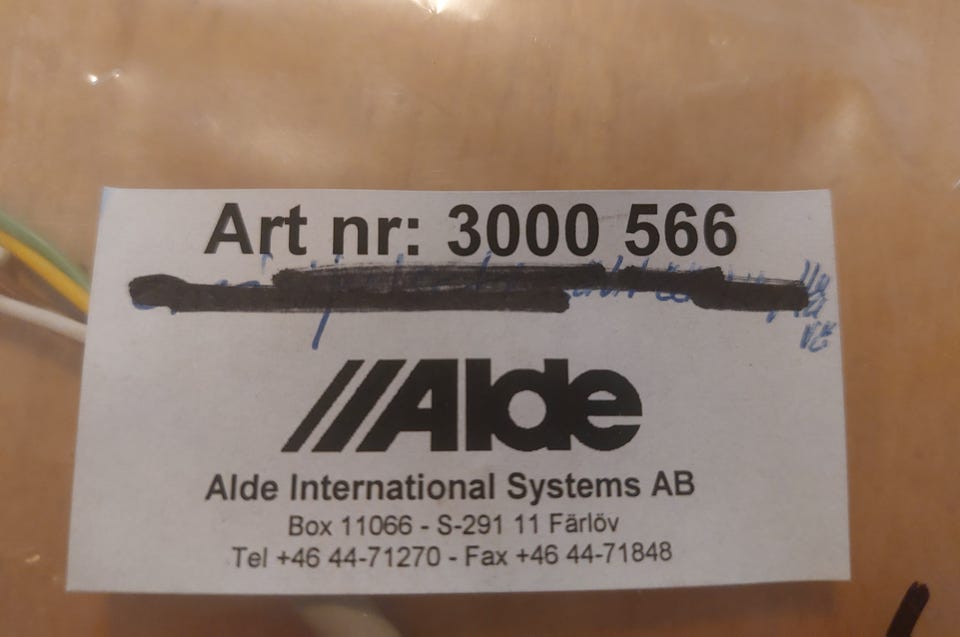 Art nr: 3000 566
Alde
Alde International Systems AB
Box 11066 - S-291 11 Färlöv
Tel +46 44-71270 - Fax +46 44-71848